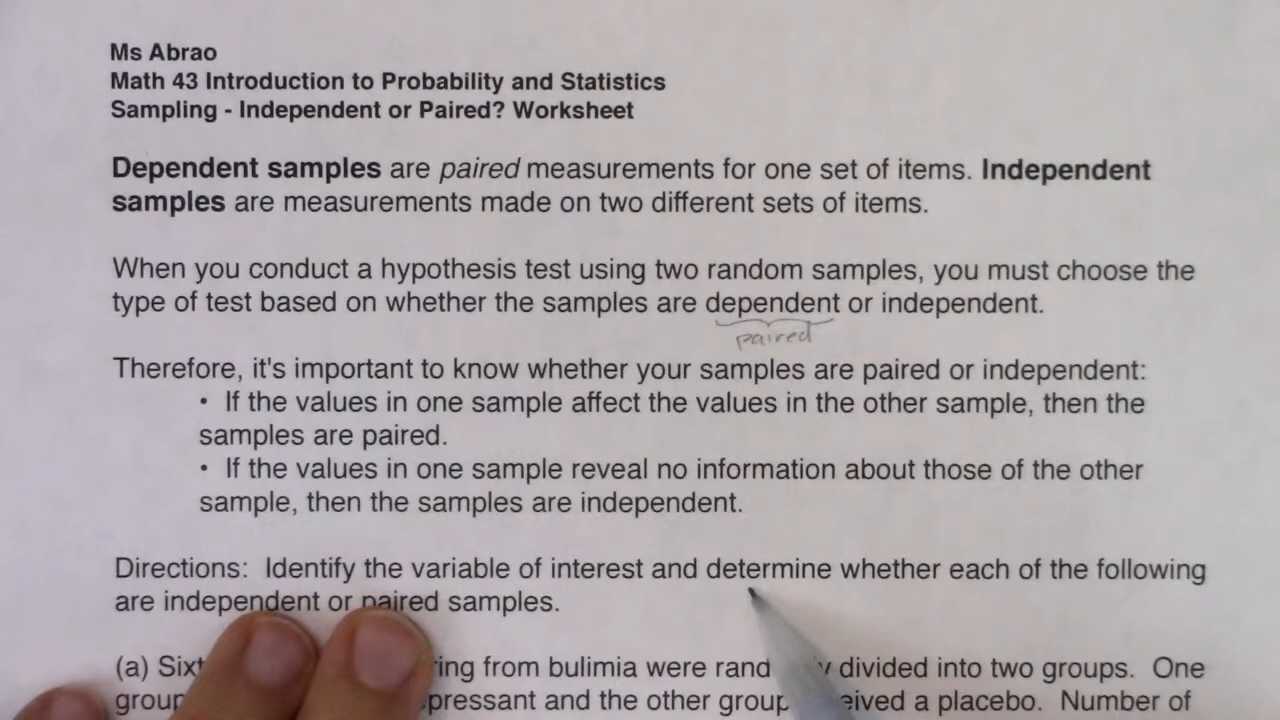 Ms Abrao
Math 43 Introduction to Probability and Statistics
Sampling - Independent or Paired? Worksheet
Dependent samples are paired measurements for one set of items. Independent
samples are measurements made on two different sets of items.
When you conduct a hypothesis test using two random samples, you must choose the
type of test based on whether the samples are dependent or independent.
paired
Therefore, it's important to know whether your samples are paired or independent:
• If the values in one sample affect the values in the other sample, then the
samples are paired.
• If the values in one sample reveal no information about those of the other
sample, then the samples are independent.
Directions: Identify the variable of interest and determine whether each of the following
are independent or paired samples.
(a) from bulimia were divided into two groups. One
and the other a placebo. Number of